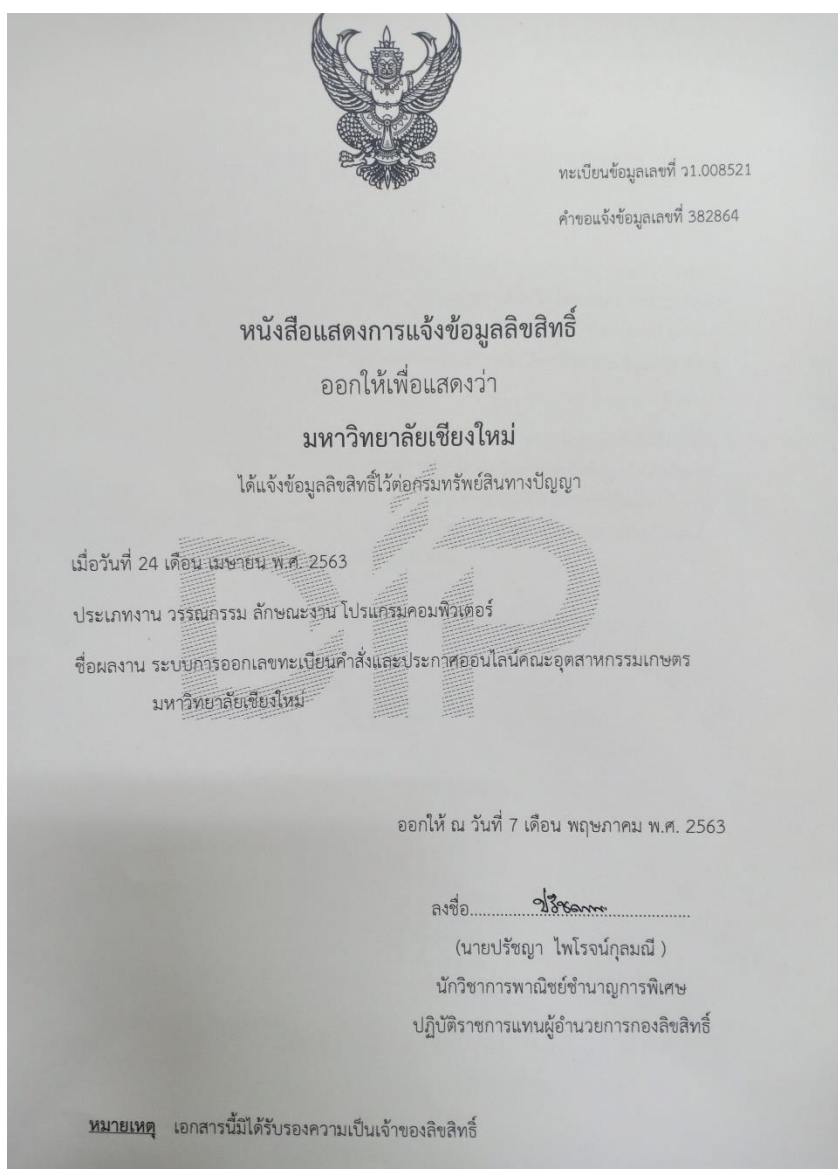 ทะเบียนข้อมูลเลขที่ ว1.008521
คำขอแจ้งข้อมูลเลขที่ 382864
หนังสือแสดงการแจ้งข้อมูลลิขสิทธิ์
ออกให้เพื่อแสดงว่า
มหาวิทยาลัยเชียงใหม่
ได้แจ้งข้อมูลลิขสิทธิ์ไว้ต่อกรมทรัพย์สินทางปัญญา
DIP
เมื่อวันที่ 24 เดือน เมษายน พ.ศ. 2563
ประเภทงาน วรรณกรรม ลักษณะงาน โปรแกรมคอมพิวเตอร์
ชื่อผลงาน ระบบการออกเลขทะเบียนคำสั่งและประกาศออนไลน์คณะอุตสาหกรรมเกษตร
มหาวิทยาลัยเชียงใหม่
ออกให้ ณ วันที่ 7 เดือน พฤษภาคม พ.ศ. 2563
ลงชื่อ
(นายปรัชญา ไพโรจน์กุลมณี )
นักวิชาการพาณิชย์ชำนาญการพิเศษ
ปฏิบัติราชการแทนผู้อำนวยการกองลิขสิทธิ์
หมายเหตุ เอกสารนี้มิได้รับรองความเป็นเจ้าของลิขสิทธิ์